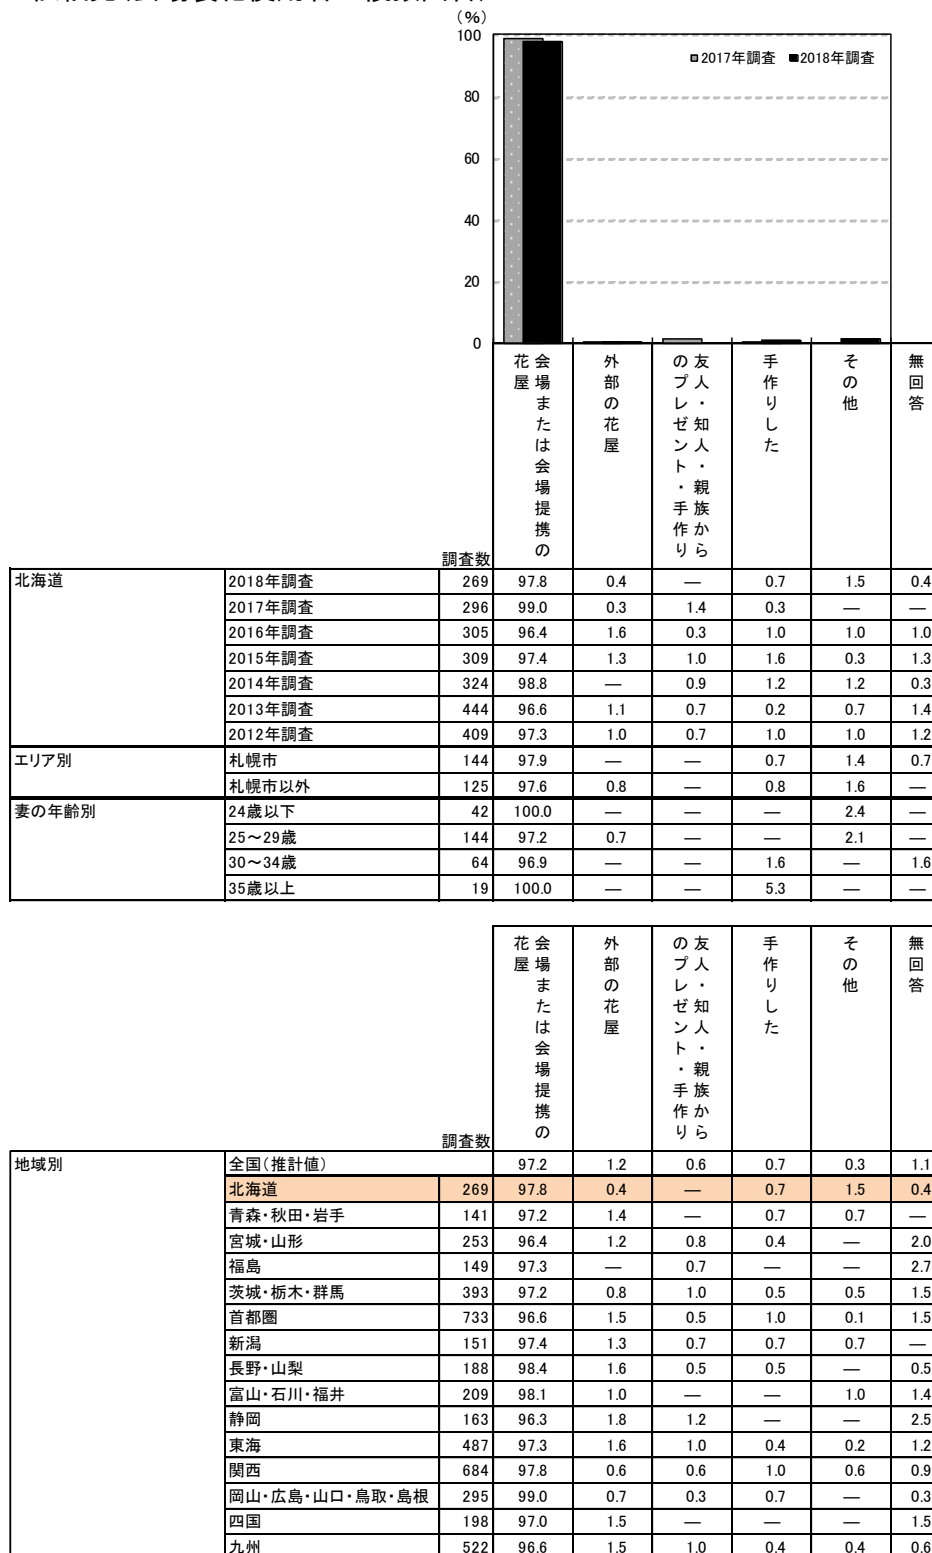 (%)
100
80
60
40
20
0
2017年調査 2018年調査
会場または会場提携の花屋
外部の花屋
友人・知人・親族からのプレゼント・手作り
手作りした
その他
無回答
調査数
北海道 2018年調査 269 97.8 0.4 — 0.7 1.5 0.4
2017年調査 296 99.0 0.3 1.4 0.3 — —
2016年調査 305 96.4 1.6 0.3 1.0 1.0 1.0
2015年調査 309 97.4 1.3 1.0 1.6 0.3 1.3
2014年調査 324 98.8 — 0.9 1.2 1.2 0.3
2013年調査 444 96.6 1.1 0.7 0.2 0.7 1.4
2012年調査 409 97.3 1.0 0.7 1.0 1.0 1.2
エリア別 札幌市 144 97.9 — — 0.7 1.4 0.7
札幌市以外 125 97.6 0.8 — 0.8 1.6 —
妻の年齢別 24歳以下 42 100.0 — — — 2.4 —
25～29歳 144 97.2 0.7 — — 2.1 —
30～34歳 64 96.9 — — 1.6 — 1.6
35歳以上 19 100.0 — — 5.3 — —
会場または会場提携の花屋
外部の花屋
友人・知人・親族からのプレゼント・手作り
手作りした
その他
無回答
調査数
地域別 全国(推計値) 97.2 1.2 0.6 0.7 0.3 1.1
北海道 269 97.8 0.4 — 0.7 1.5 0.4
青森・秋田・岩手 141 97.2 1.4 — 0.7 0.7 —
宮城・山形 253 96.4 1.2 0.8 0.4 — 2.0
福島 149 97.3 — 0.7 — — 2.7
茨城・栃木・群馬 393 97.2 0.8 1.0 0.5 0.5 1.5
首都圏 733 96.6 1.5 0.5 1.0 0.1 1.5
新潟 151 97.4 1.3 0.7 0.7 0.7 —
長野・山梨 188 98.4 1.6 0.5 0.5 — 0.5
富山・石川・福井 209 98.1 1.0 — — 1.0 1.4
静岡 163 96.3 1.8 1.2 — — 2.5
東海 487 97.3 1.6 1.0 0.4 0.2 1.2
関西 684 97.8 0.6 0.6 1.0 0.6 0.9
岡山・広島・山口・鳥取・島根 295 99.0 0.7 0.3 0.7 — 0.3
四国 198 97.0 1.5 — — — 1.5
九州 522 96.6 1.5 1.0 0.4 0.4 0.6